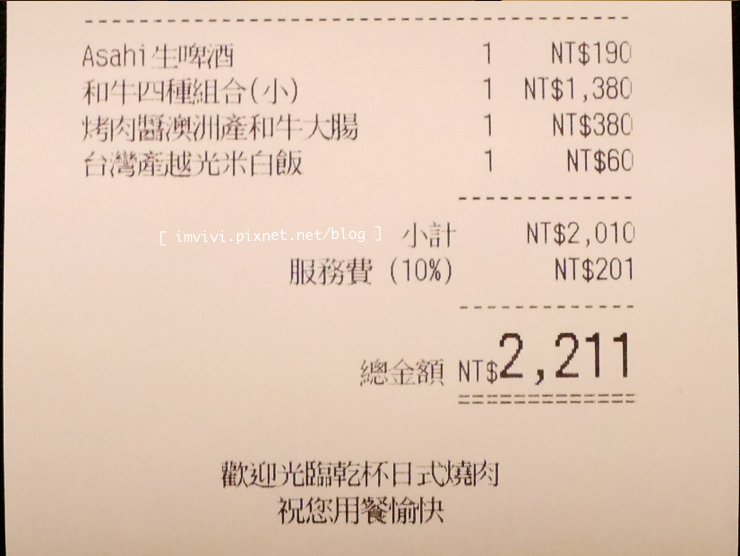 Asahi生啤酒 1 NT$190
和牛四種組合(小) 1 NT$1,380
烤肉醬澳洲產和牛大腸 1 NT$380
台灣產越光米白飯 1 NT$60
[ imvivi.pixnet.net/blog ] 小計 NT$2,010
服務費 (10%) NT$201
總金額 NT$2,211
歡迎光臨乾杯日式燒肉
祝您用餐愉快